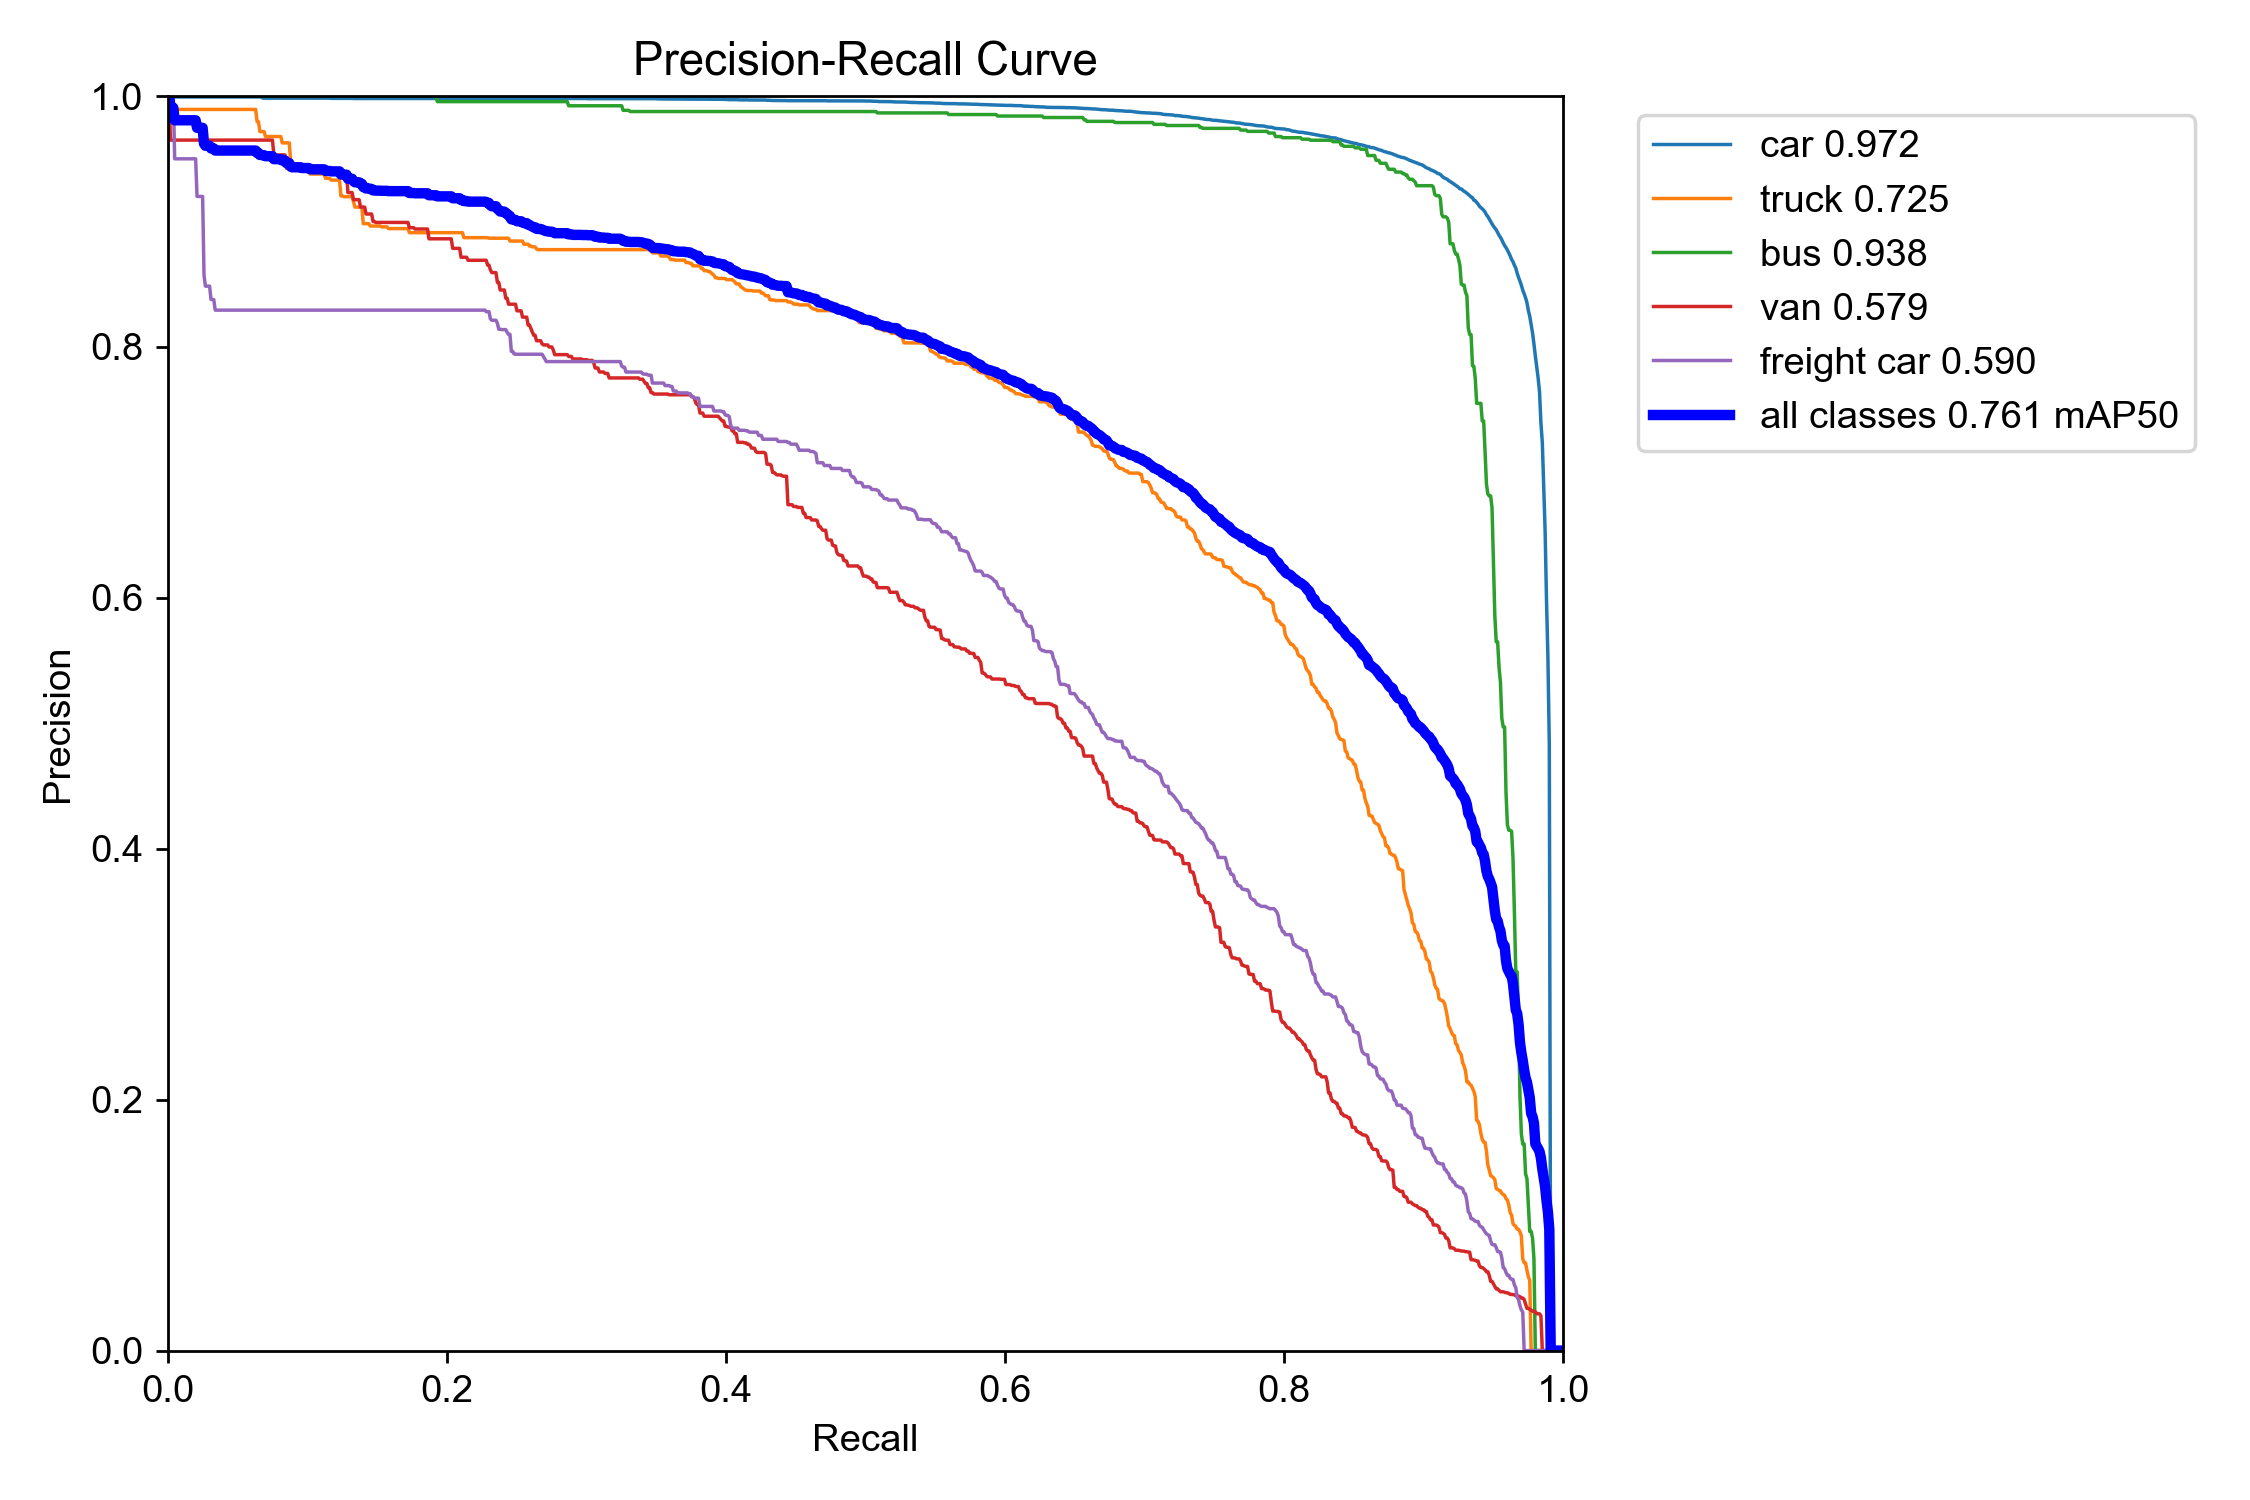 Precision-Recall Curve
1.0
0.8
0.6
0.4
0.2
0.0
Precision
0.0 0.2 0.4 0.6 0.8 1.0
Recall
car 0.972
truck 0.725
bus 0.938
van 0.579
freight car 0.590
all classes 0.761 mAP50